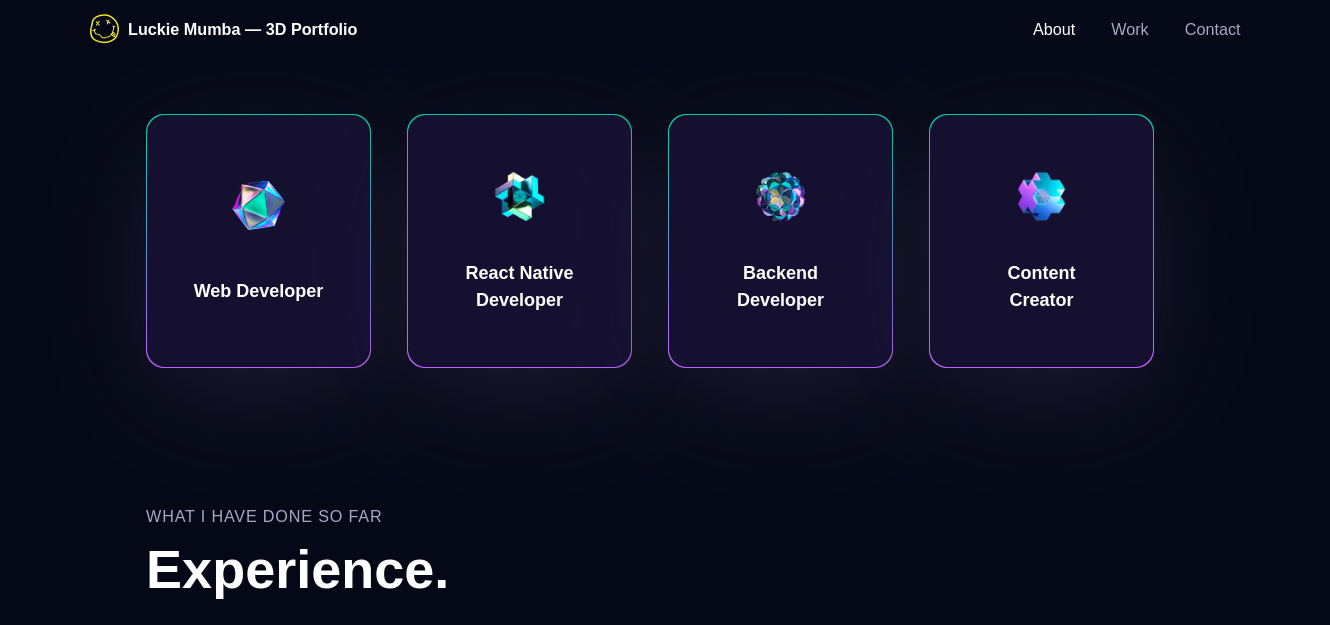 Luckie Mumba — 3D Portfolio
About
Work
Contact
Web Developer
React Native
Developer
Backend
Developer
Content
Creator
WHAT I HAVE DONE SO FAR
Experience.